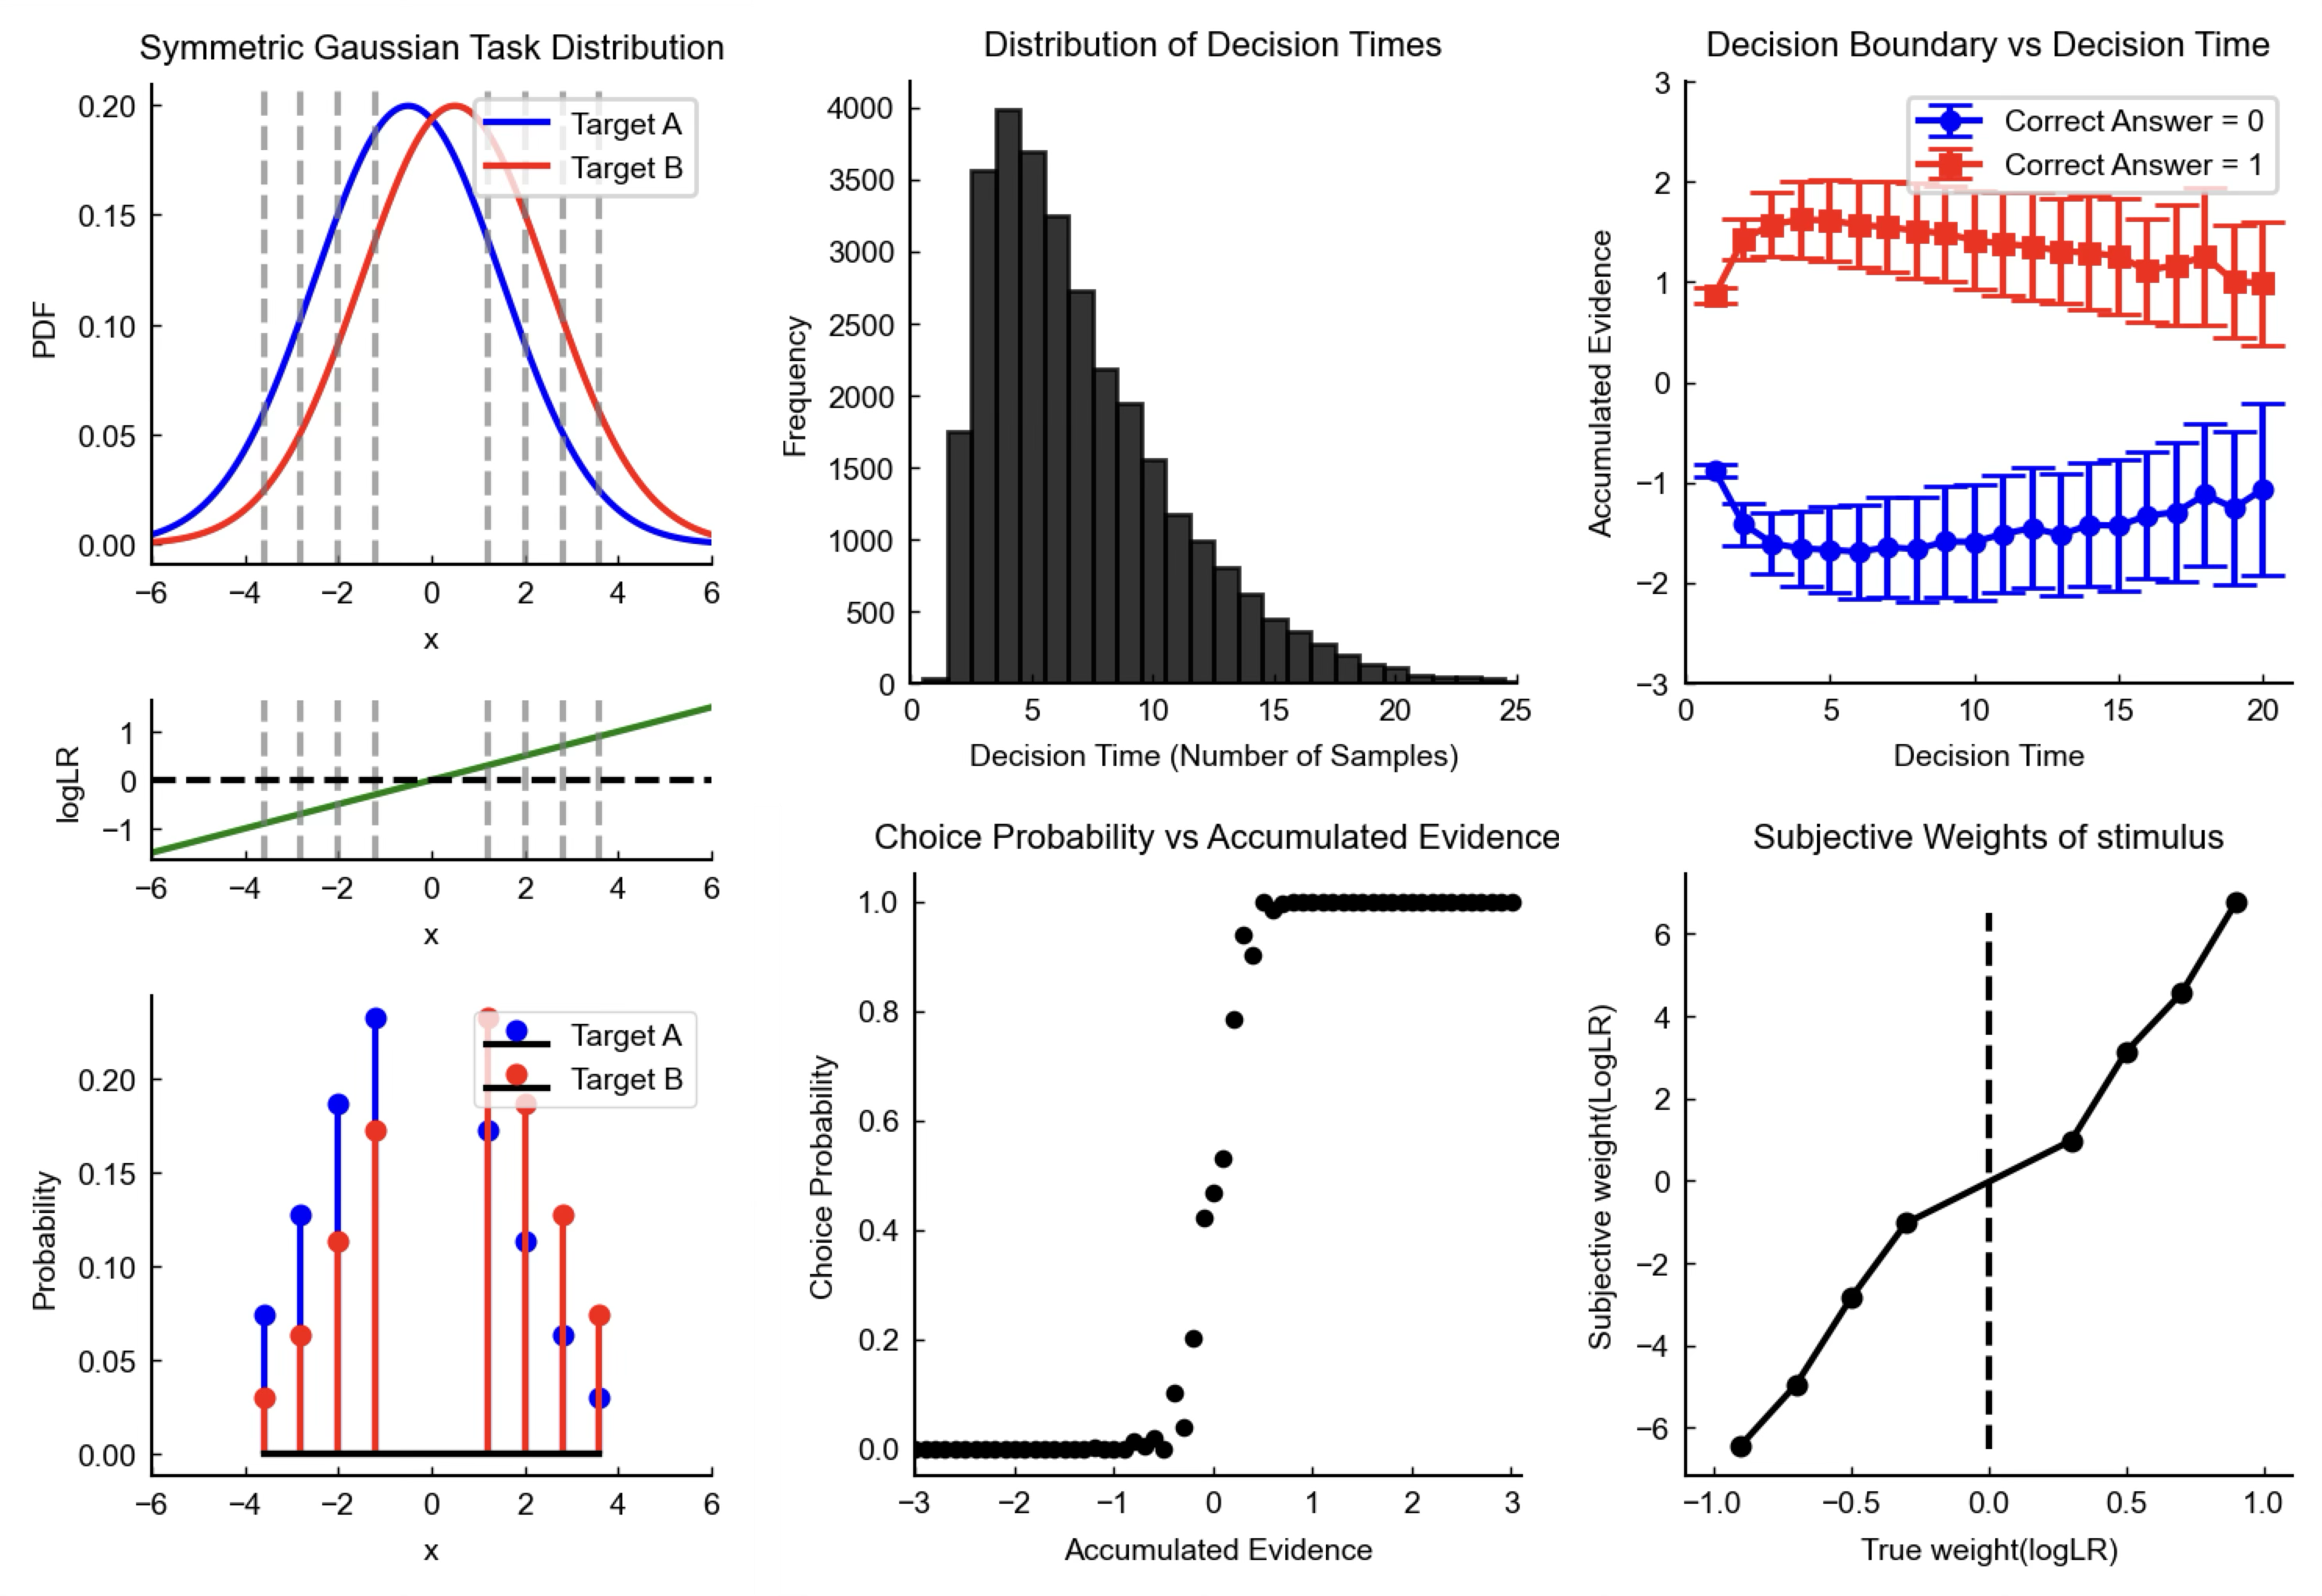 Symmetric Gaussian Task Distribution
0.20
0.15
0.10
0.05
0.00
PDF
Target A
Target B
−6 −4 −2 0 2 4 6
x
1
0
−1
logLR
−6 −4 −2 0 2 4 6
x
0.20
0.15
0.10
0.05
0.00
Probability
Target A
Target B
−6 −4 −2 0 2 4 6
x
Distribution of Decision Times
4000
3500
3000
2500
2000
1500
1000
500
0
Frequency
0 5 10 15 20 25
Decision Time (Number of Samples)
Choice Probability vs Accumulated Evidence
1.0
0.8
0.6
0.4
0.2
0.0
Choice Probability
−3 −2 −1 0 1 2 3
Accumulated Evidence
Decision Boundary vs Decision Time
3
2
1
0
−1
−2
−3
Accumulated Evidence
Correct Answer = 0
Correct Answer = 1
0 5 10 15 20
Decision Time
Subjective Weights of stimulus
6
4
2
0
−2
−4
−6
Subjective weight(LogLR)
−1.0 −0.5 0.0 0.5 1.0
True weight(logLR)